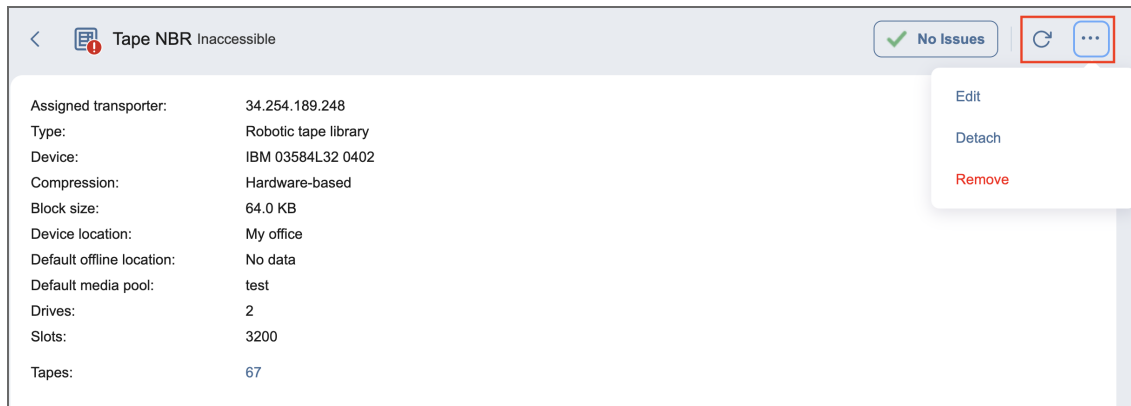 Tape NBR Inaccessible
No Issues
Edit
Detach
Remove
Assigned transporter: 34.254.189.248
Type: Robotic tape library
Device: IBM 03584L32 0402
Compression: Hardware-based
Block size: 64.0 KB
Device location: My office
Default offline location: No data
Default media pool: test
Drives: 2
Slots: 3200
Tapes: 67